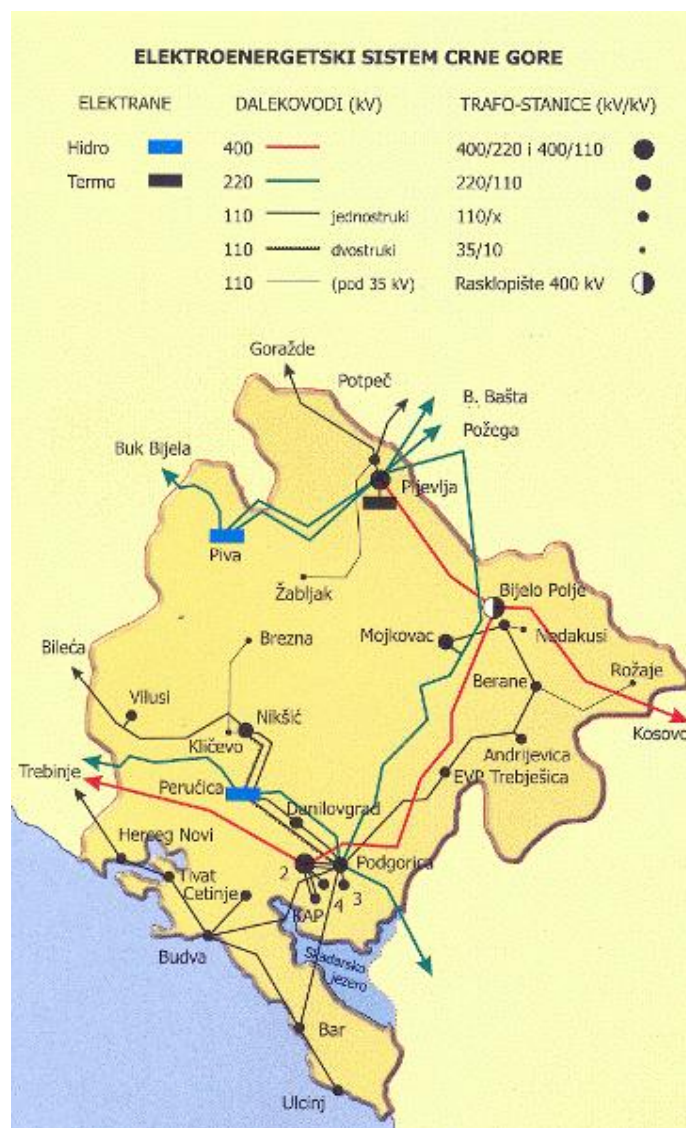 ELEKTROENERGETSKI SISTEM CRNE GORE
ELEKTRANE
DALEKOVODI (kV)
TRAFO-STANICE (kV/kV)
Hidro
400
400/220 i 400/110
Termo
220
220/110
110
jednostruki
110/x
110
dvostruki
35/10
110
(pod 35 kV)
Rasklopište 400 kV
Goražde
Potpeč
B. Bašta
Požega
Buk Bijela
Pljevlja
Piva
Žabljak
Bijelo Polje
Brezna
Mojkovac
Nedakusi
Bileća
Rožaje
Berane
Vilusi
Nikšić
Kosovo
Kličevo
Andrijevica
Trebinje
Perućica
EVP Trebješica
Danilovgrad
Herceg Novi
Podgorica
2
Tivat
3
Cetinje
4
KAP
Budva
Skadarsko
jezero
Bar
Ulcinj